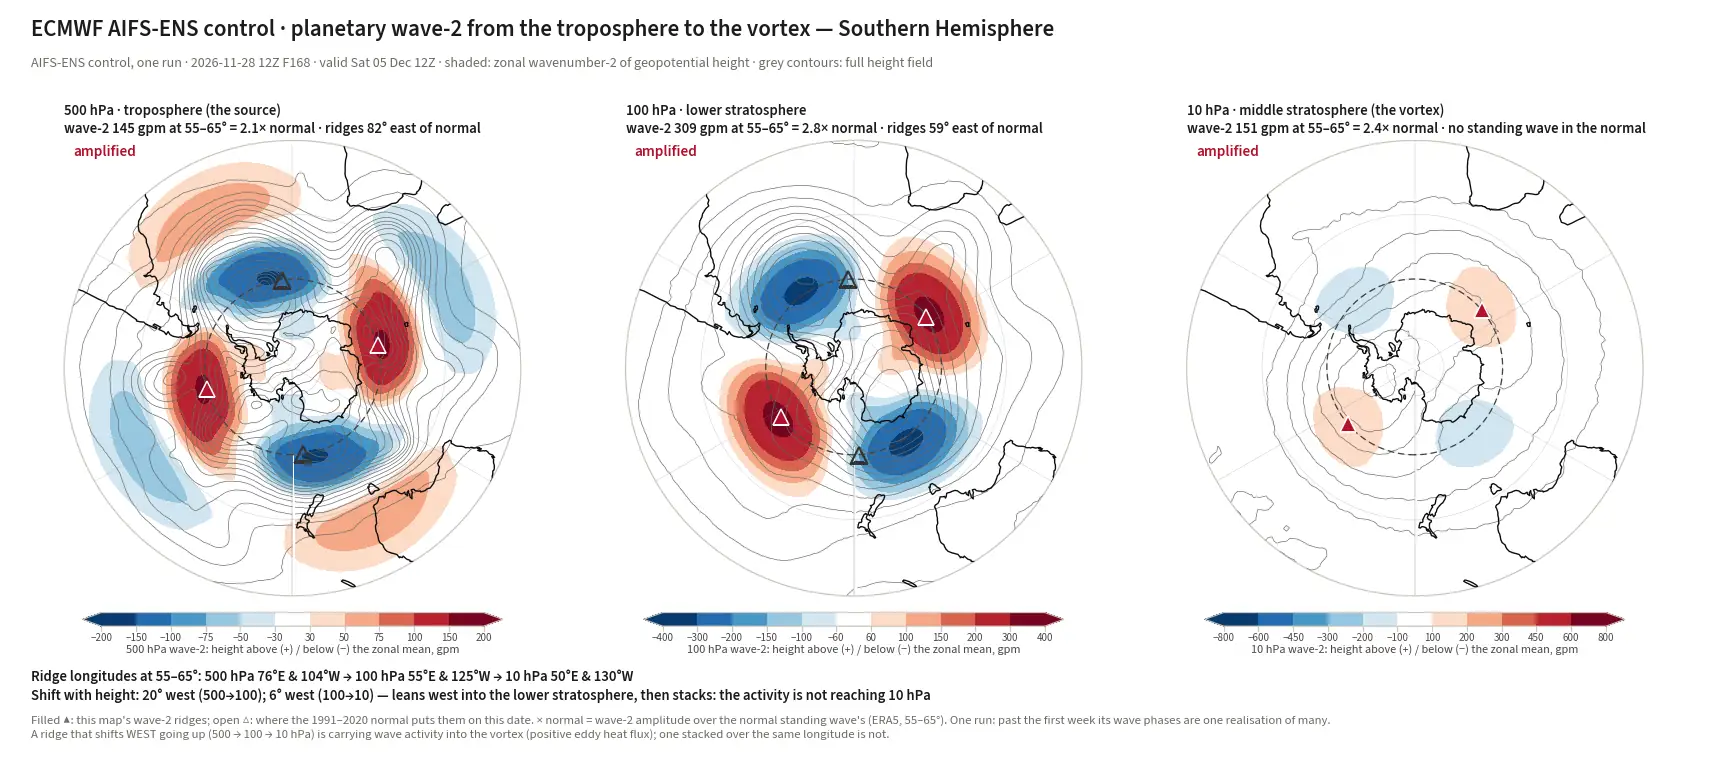 ECMWF AIFS-ENS control · planetary wave-2 from the troposphere to the vortex — Southern Hemisphere
AIFS-ENS control, one run · 2026-11-28 12Z F168 · valid Sat 05 Dec 12Z · shaded: zonal wavenumber-2 of geopotential height · grey contours: full height field
500 hPa · troposphere (the source)
wave-2 145 gpm at 55–65° = 2.1× normal · ridges 82° east of normal
amplified
100 hPa · lower stratosphere
wave-2 309 gpm at 55–65° = 2.8× normal · ridges 59° east of normal
amplified
10 hPa · middle stratosphere (the vortex)
wave-2 151 gpm at 55–65° = 2.4× normal · no standing wave in the normal
amplified
−200 −150 −100 −75 −50 −30 30 50 75 100 150 200
500 hPa wave-2: height above (+) / below (−) the zonal mean, gpm
−400 −300 −200 −150 −100 −60 60 100 150 200 300 400
100 hPa wave-2: height above (+) / below (−) the zonal mean, gpm
−800 −600 −450 −300 −200 −100 100 200 300 450 600 800
10 hPa wave-2: height above (+) / below (−) the zonal mean, gpm
Ridge longitudes at 55–65°: 500 hPa 76°E & 104°W → 100 hPa 55°E & 125°W → 10 hPa 50°E & 130°W
Shift with height: 20° west (500→100); 6° west (100→10) — leans west into the lower stratosphere, then stacks: the activity is not reaching 10 hPa
Filled ▲: this map's wave-2 ridges; open △: where the 1991–2020 normal puts them on this date. × normal = wave-2 amplitude over the normal standing wave's (ERA5, 55–65°). One run: past the first week its wave phases are one realisation of many.
A ridge that shifts WEST going up (500 → 100 → 10 hPa) is carrying wave activity into the vortex (positive eddy heat flux); one stacked over the same longitude is not.